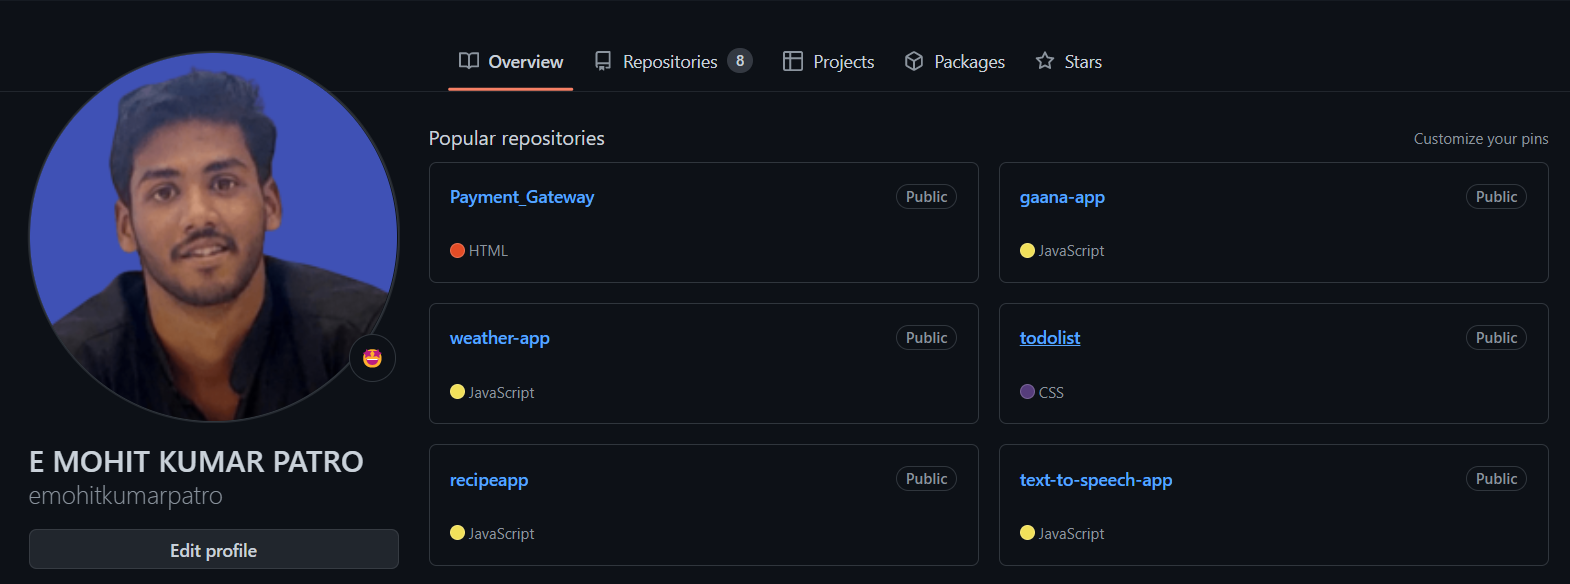 Overview Repositories 8 Projects Packages Stars
Popular repositories Customize your pins
Payment_Gateway Public
HTML
gaana-app Public
JavaScript
weather-app Public
JavaScript
todolist Public
CSS
recipeapp Public
JavaScript
text-to-speech-app Public
JavaScript
E MOHIT KUMAR PATRO
emohitkumarpatro
Edit profile